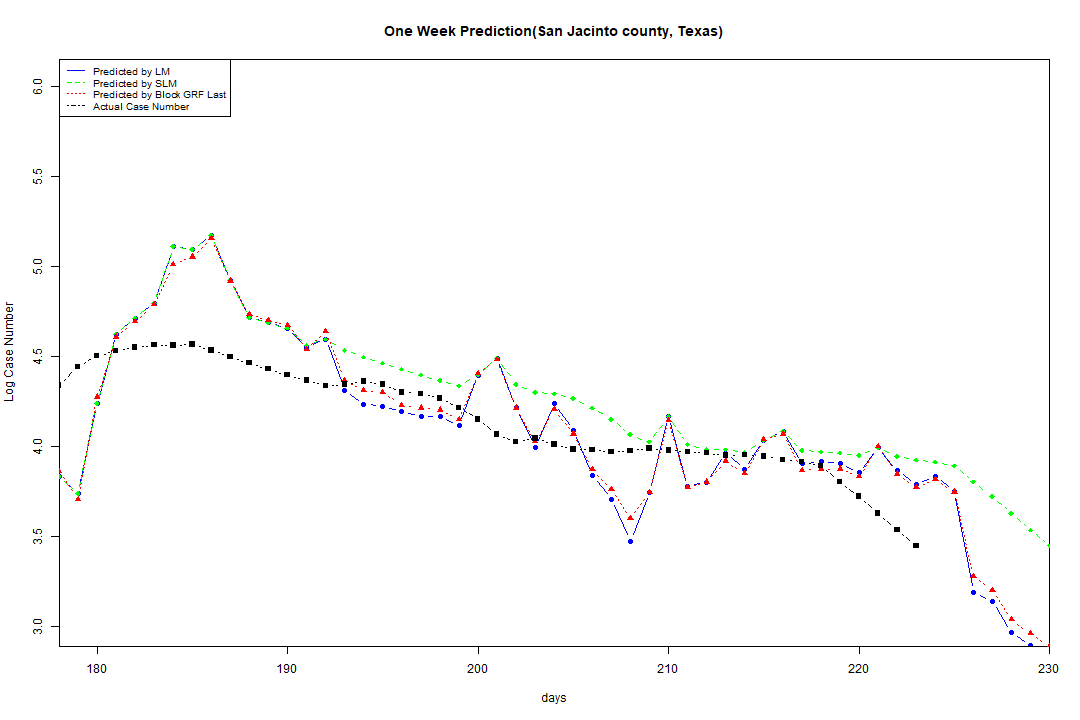 One Week Prediction(San Jacinto county, Texas)
Predicted by LM
Predicted by SLM
Predicted by Block GRF Last
Actual Case Number
6.0
5.5
5.0
4.5
4.0
3.5
3.0
Log Case Number
180 190 200 210 220 230
days